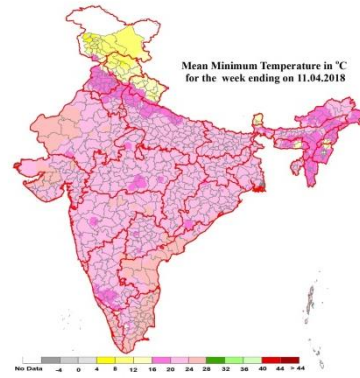 Mean Minimum Temperature in °C
for the week ending on 11.04.2018
No Data -4 0 4 8 12 16 20 24 28 32 36 40 44 > 44